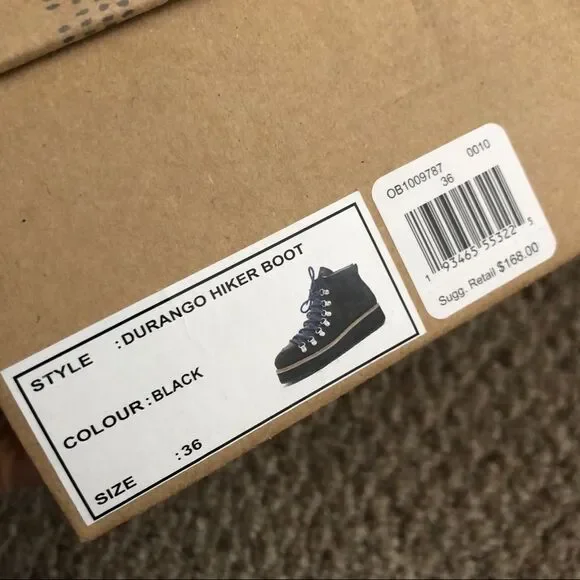 STYLE : DURANGO HIKER BOOT
COLOUR : BLACK
SIZE : 36
OB1009787 0010
36
1 93465 55322 5
Sugg. Retail $168.00